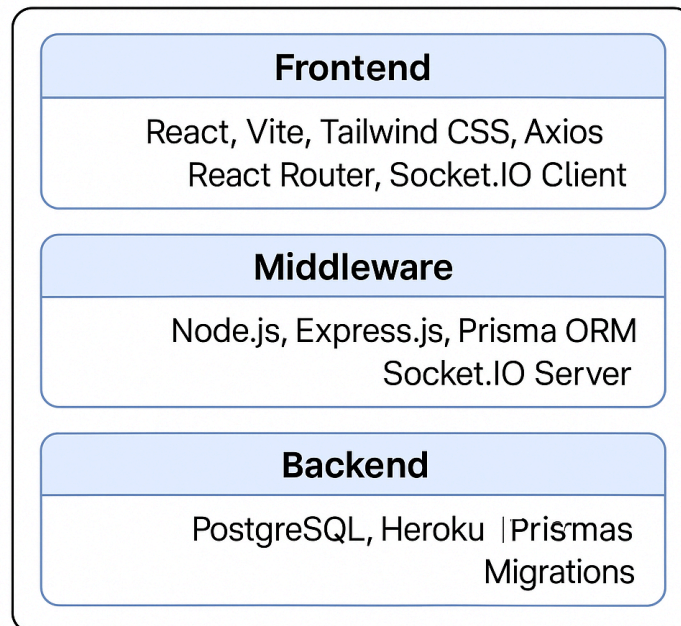 Frontend
React, Vite, Tailwind CSS, Axios
React Router, Socket.IO Client
Middleware
Node.js, Express.js, Prisma ORM
Socket.IO Server
Backend
PostgreSQL, Heroku |Prismas
Migrations